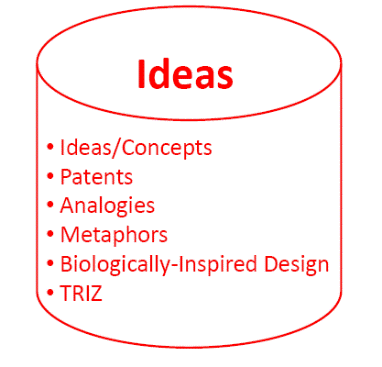 Ideas
• Ideas/Concepts
• Patents
• Analogies
• Metaphors
• Biologically-Inspired Design
• TRIZ